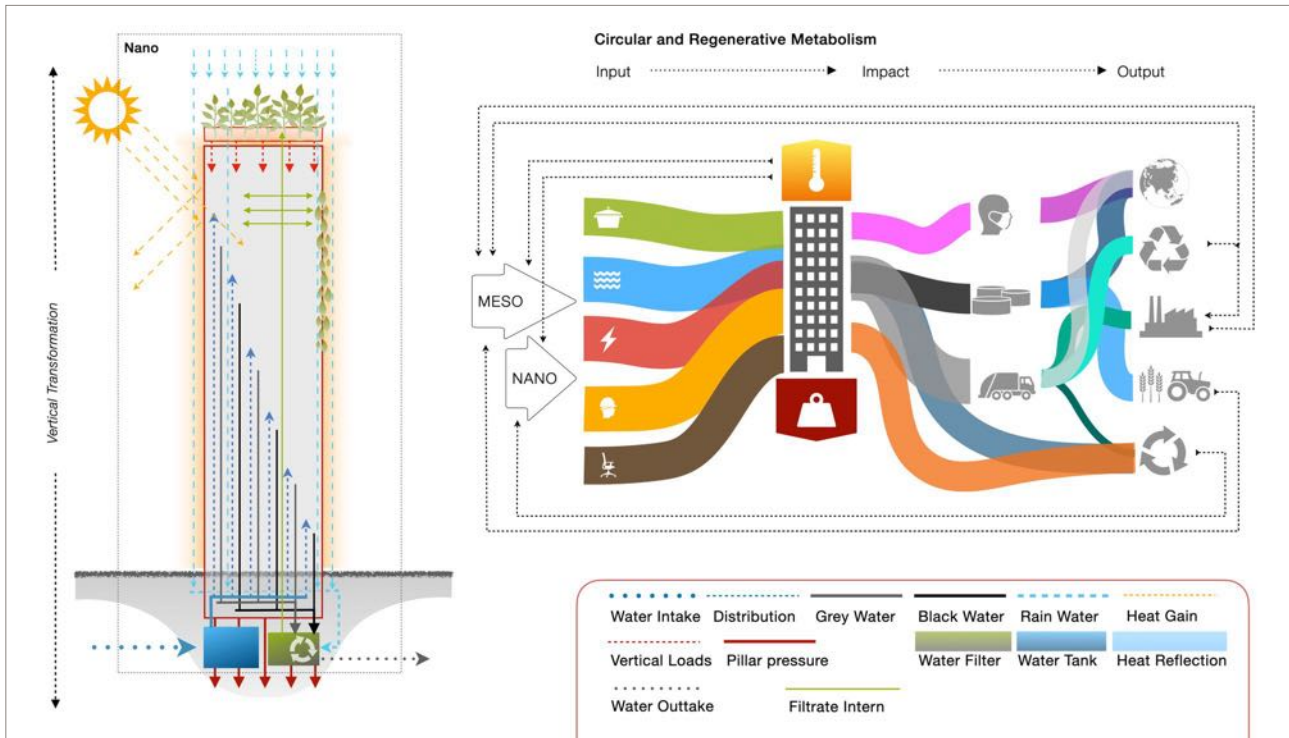 Nano
Vertical Transformation
Circular and Regenerative Metabolism
Input
Impact
Output
MESO
NANO
Water Intake
Distribution
Grey Water
Black Water
Rain Water
Heat Gain
Vertical Loads
Pillar pressure
Water Filter
Water Tank
Heat Reflection
Water Outtake
Filtrate Intern